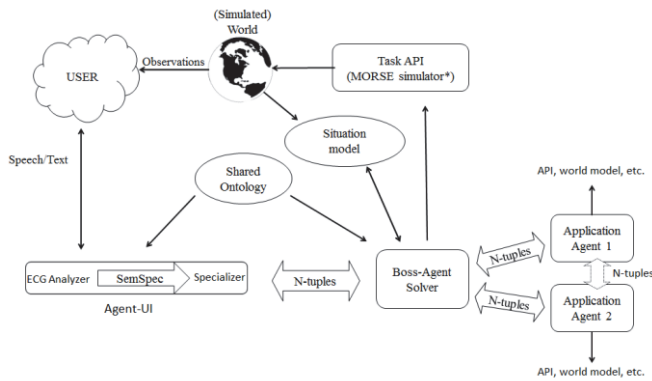 (Simulated)
World
USER
Observations
Task API
(MORSE simulator*)
Situation
model
Speech/Text
Shared
Ontology
API, world model, etc.
Application
Agent 1
N-tuples
N-tuples
ECG Analyzer
SemSpec
Specializer
N-tuples
Boss-Agent
Solver
N-tuples
Application
Agent 2
Agent-UI
API, world model, etc.